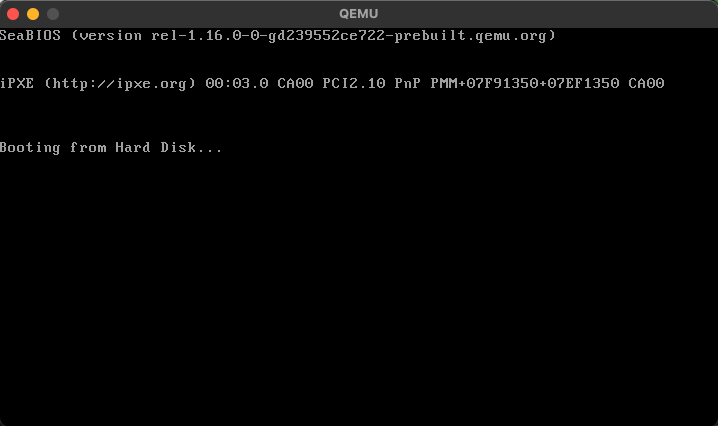 QEMU
SeaBIOS (version rel-1.16.0-0-gd239552ce722-prebuilt.qemu.org)
iPXE (http://ipxe.org) 00:03.0 CA00 PCI2.10 PnP PMM+07F91350+07EF1350 CA00
Booting from Hard Disk...